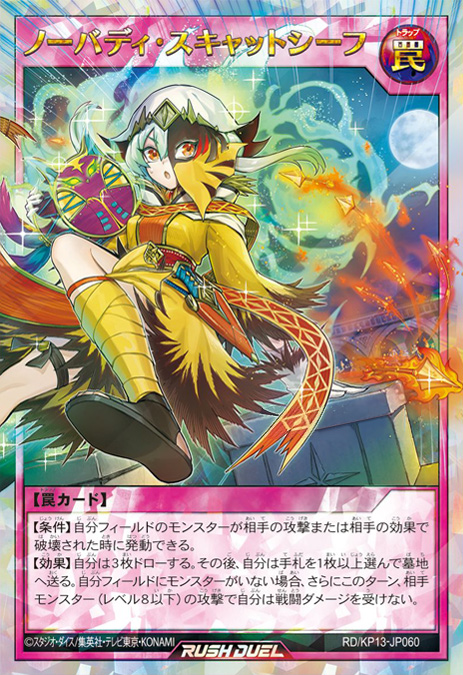 ノーバディ・スキャットシーフ
トラップ
罠
【罠カード】
【条件】自分フィールドのモンスターが相手の攻撃または相手の効果で
破壊された時に発動できる。
【効果】自分は3枚ドローする。その後、自分は手札を1枚以上選んで墓地
へ送る。自分フィールドにモンスターがいない場合、さらにこのターン、相手
モンスター(レベル8以下)の攻撃で自分は戦闘ダメージを受けない。
©スタジオ・ダイス/集英社・テレビ東京・KONAMI
RD/KP13-JP060
RUSH DUEL